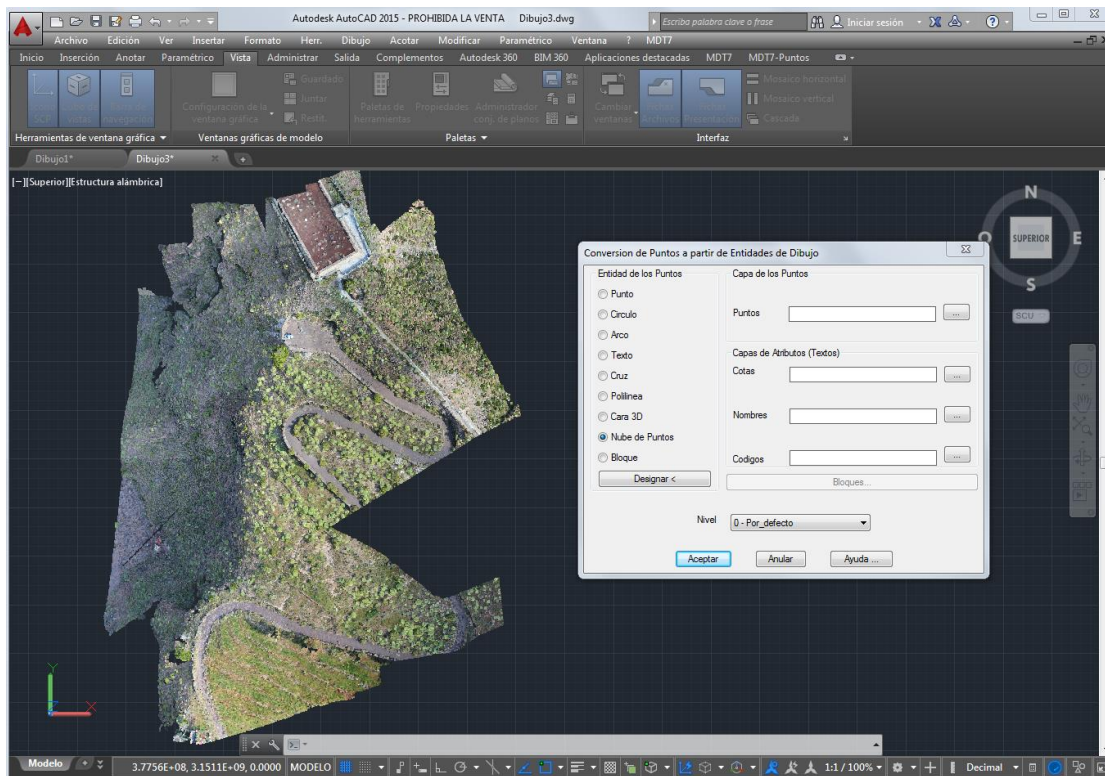 Autodesk AutoCAD 2015 - PROHIBIDA LA VENTA Dibujo3.dwg
Escriba palabra clave o frase
Iniciar sesión
Archivo Edición Ver Insertar Formato Herr. Dibujo Acotar Modificar Paramétrico Ventana ? MDT7
Inicio Inserción Anotar Paramétrico Vista Administrar Salida Complementos Autodesk 360 BIM 360 Aplicaciones destacadas MDT7 MDT7-Puntos
Guardado
Juntar
Restit.
Configuración de la
ventana gráfica
Paletas de
herramientas
Propiedades
Administrador
conj. de planos
Cambiar
ventanas
Mosaico horizontal
Mosaico vertical
Cascada
Herramientas de ventana gráfica
Ventanas gráficas de modelo
Paletas
Interfaz
Dibujo1* Dibujo3*
[−][Superior][Estructura alámbrica]
N
O SUPERIOR E
S
SCU
Conversion de Puntos a partir de Entidades de Dibujo
Entidad de los Puntos
Punto
Circulo
Arco
Texto
Cruz
Polilinea
Cara 3D
Nube de Puntos
Bloque
Designar <
Capa de los Puntos
Puntos ...
Capas de Atributos (Textos)
Cotas ...
Nombres ...
Codigos ...
Bloques...
Nivel 0 - Por_defecto
Aceptar Anular Ayuda ...
Y
X
Modelo 3.7756E+08, 3.1511E+09, 0.0000 MODELO 1:1 / 100% Decimal